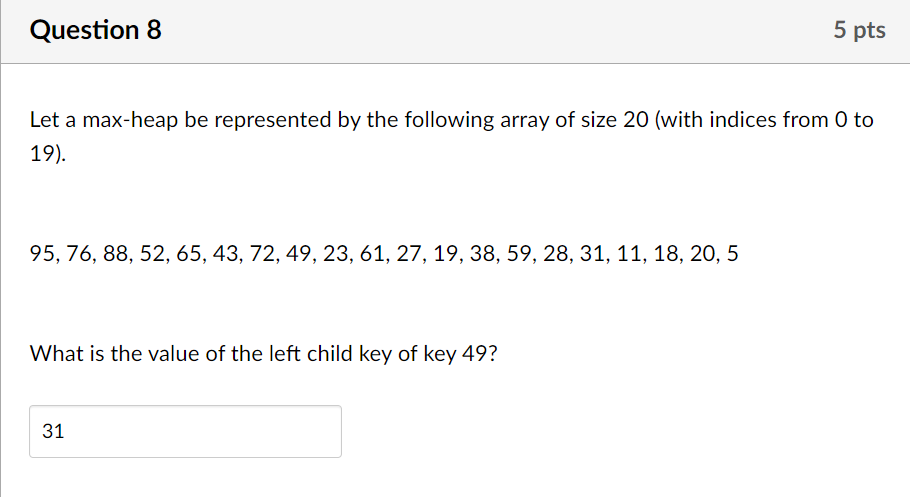 Question 8
5 pts
Let a max-heap be represented by the following array of size 20 (with indices from 0 to
19).
95, 76, 88, 52, 65, 43, 72, 49, 23, 61, 27, 19, 38, 59, 28, 31, 11, 18, 20, 5
What is the value of the left child key of key 49?
31